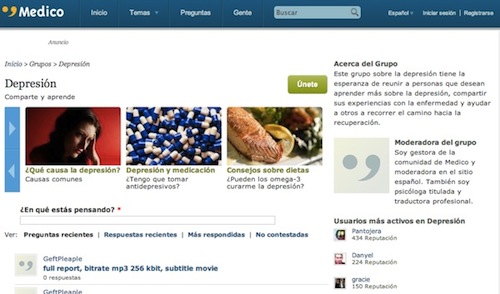 Medico
Inicio
Temas
Preguntas
Gente
Buscar
Español
Iniciar sesión | Registrarse
Anuncio
Inicio > Grupos > Depresión
Depresión
Comparte y aprende
Únete
¿Qué causa la depresión?
Causas comunes
Depresión y medicación
¿Tengo que tomar
antidepresivos?
Consejos sobre dietas
¿Pueden los omega-3
curarme la depresión?
¿En qué estás pensando? *
Ver: Preguntas recientes | Respuestas recientes | Más respondidas | No contestadas
GeftPleaple
full report, bitrate mp3 256 kbit, subtitle movie
0 respuestas
GeftPleaple
Acerca del Grupo
Este grupo sobre la depresión tiene la
esperanza de reunir a personas que desean
aprender más sobre la depresión, compartir
sus experiencias con la enfermedad y ayudar
a otros a recorrer el camino hacia la
recuperación.
Moderadora del grupo
Soy gestora de la
comunidad de Medico y
moderadora en el sitio
español. También soy
psicóloga titulada y
traductora profesional.
Usuarios más activos en Depresión
Pantojera
434 Reputación
Danyel
224 Reputación
gracie
150 Reputación